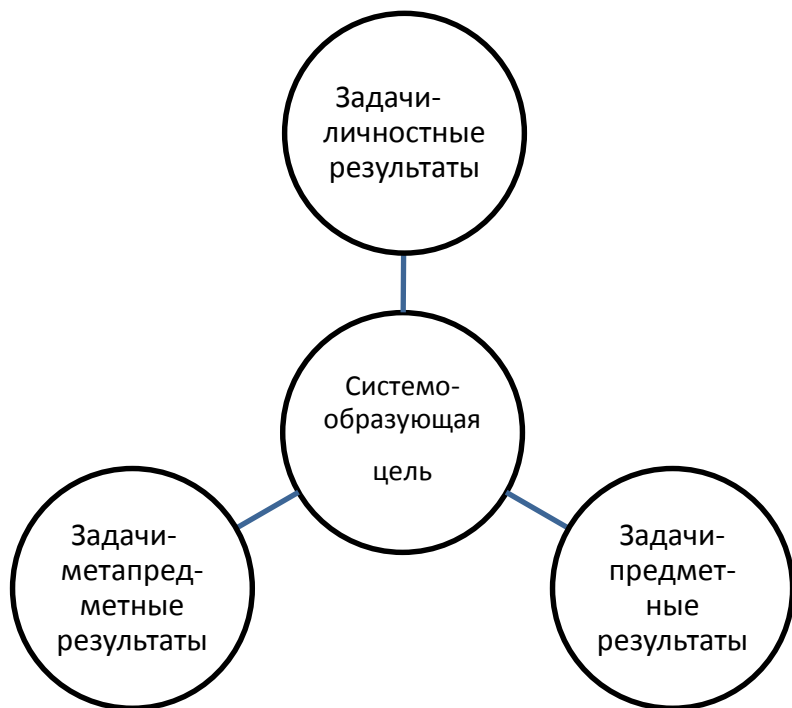 Задачи-
личностные
результаты
Системо-
образующая
цель
Задачи-
метапред-
метные
результаты
Задачи-
предмет-
ные
результаты